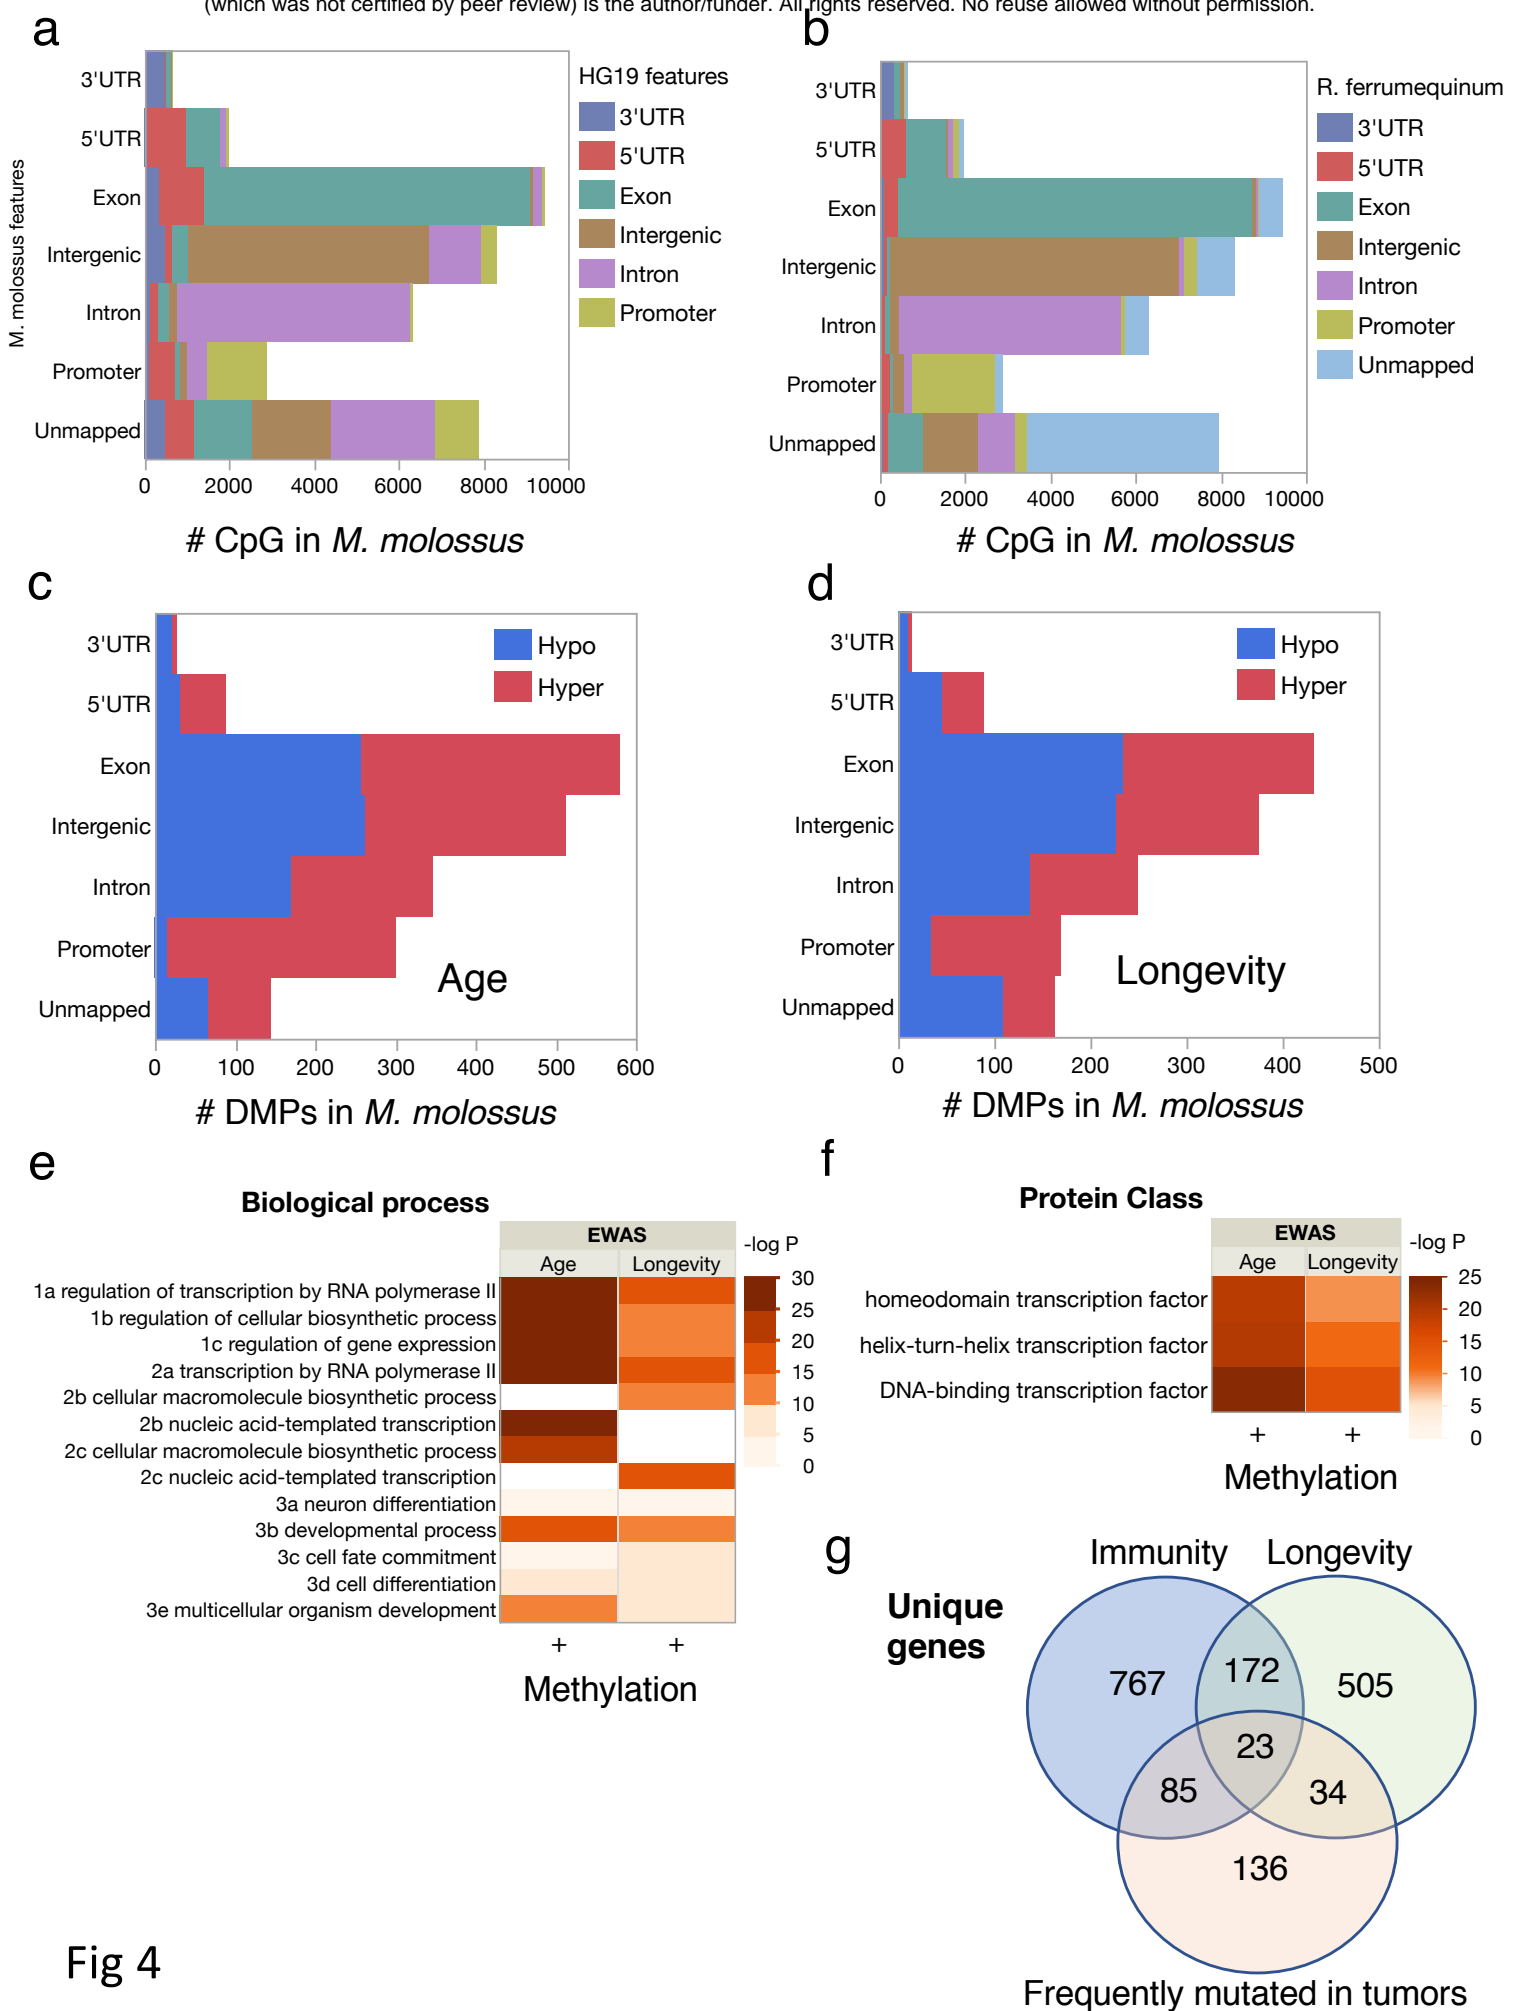 (which was not certified by peer review) is the author/funder. All rights reserved. No reuse allowed without permission.
a
M. molossus features
3'UTR
5'UTR
Exon
Intergenic
Intron
Promoter
Unmapped
0 2000 4000 6000 8000 10000
# CpG in M. molossus
HG19 features
3'UTR
5'UTR
Exon
Intergenic
Intron
Promoter
b
3'UTR
5'UTR
Exon
Intergenic
Intron
Promoter
Unmapped
0 2000 4000 6000 8000 10000
# CpG in M. molossus
R. ferrumequinum
3'UTR
5'UTR
Exon
Intergenic
Intron
Promoter
Unmapped
c
3'UTR
5'UTR
Exon
Intergenic
Intron
Promoter
Unmapped
Hypo
Hyper
Age
0 100 200 300 400 500 600
# DMPs in M. molossus
d
3'UTR
5'UTR
Exon
Intergenic
Intron
Promoter
Unmapped
Hypo
Hyper
Longevity
0 100 200 300 400 500
# DMPs in M. molossus
e
Biological process
EWAS
Age Longevity
1a regulation of transcription by RNA polymerase II
1b regulation of cellular biosynthetic process
1c regulation of gene expression
2a transcription by RNA polymerase II
2b cellular macromolecule biosynthetic process
2b nucleic acid-templated transcription
2c cellular macromolecule biosynthetic process
2c nucleic acid-templated transcription
3a neuron differentiation
3b developmental process
3c cell fate commitment
3d cell differentiation
3e multicellular organism development
+ +
Methylation
-log P
30
25
20
15
10
5
0
f
Protein Class
EWAS
Age Longevity
homeodomain transcription factor
helix-turn-helix transcription factor
DNA-binding transcription factor
+ +
Methylation
-log P
25
20
15
10
5
0
g
Unique
genes
Immunity Longevity
767 172 505
23
85 34
136
Frequently mutated in tumors
Fig 4